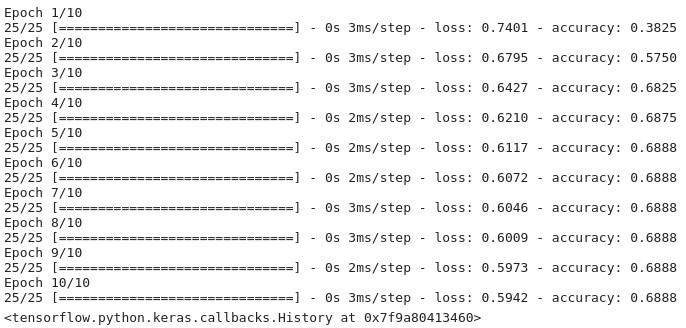 Epoch 1/10
25/25 [==============================] - 0s 3ms/step - loss: 0.7401 - accuracy: 0.3825
Epoch 2/10
25/25 [==============================] - 0s 3ms/step - loss: 0.6795 - accuracy: 0.5750
Epoch 3/10
25/25 [==============================] - 0s 3ms/step - loss: 0.6427 - accuracy: 0.6825
Epoch 4/10
25/25 [==============================] - 0s 2ms/step - loss: 0.6210 - accuracy: 0.6875
Epoch 5/10
25/25 [==============================] - 0s 2ms/step - loss: 0.6117 - accuracy: 0.6888
Epoch 6/10
25/25 [==============================] - 0s 2ms/step - loss: 0.6072 - accuracy: 0.6888
Epoch 7/10
25/25 [==============================] - 0s 3ms/step - loss: 0.6046 - accuracy: 0.6888
Epoch 8/10
25/25 [==============================] - 0s 3ms/step - loss: 0.6009 - accuracy: 0.6888
Epoch 9/10
25/25 [==============================] - 0s 2ms/step - loss: 0.5973 - accuracy: 0.6888
Epoch 10/10
25/25 [==============================] - 0s 3ms/step - loss: 0.5942 - accuracy: 0.6888
<tensorflow.python.keras.callbacks.History at 0x7f9a80413460>